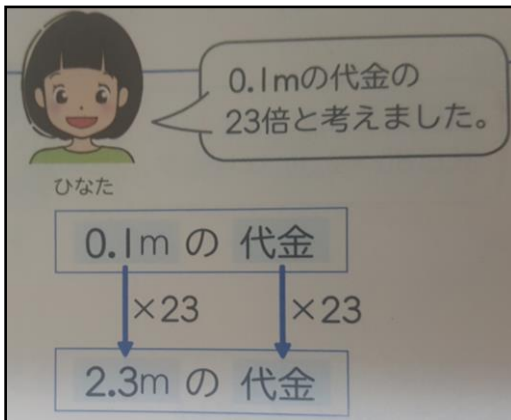 0.1mの代金の
23倍と考えました。
ひなた
0.1m の 代金
×23 ×23
2.3m の 代金